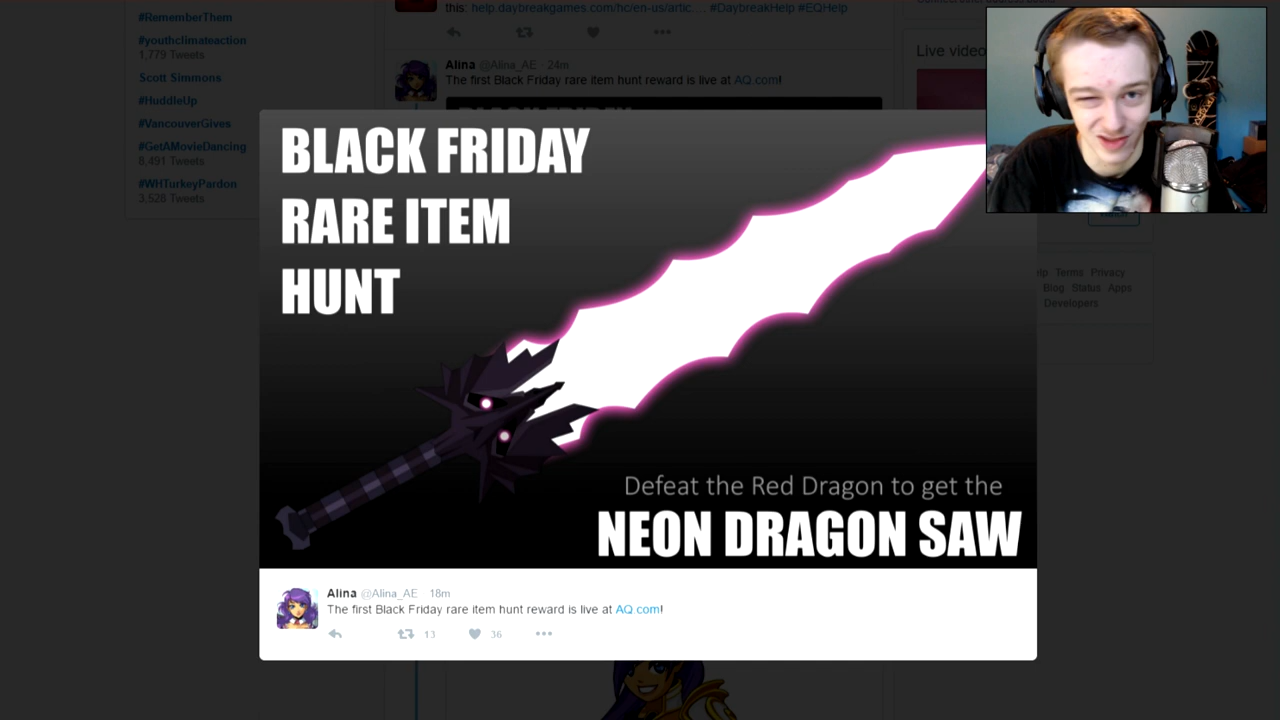 #RememberThem
#youthclimateaction
1,779 Tweets
Scott Simmons
#HuddleUp
#VancouverGives
#GetAMovieDancing
8,491 Tweets
#WHTurkeyPardon
3,528 Tweets
this: help.daybreakgames.com/hc/en-us/artic.... #DaybreakHelp #EQHelp
Alina @Alina_AE · 24m
The first Black Friday rare item hunt reward is live at AQ.com!
Live video
BLACK FRIDAY
RARE ITEM
HUNT
Defeat the Red Dragon to get the
NEON DRAGON SAW
Alina @Alina_AE 18m
The first Black Friday rare item hunt reward is live at AQ.com!
13
36
Terms Privacy
Blog Status Apps
Developers